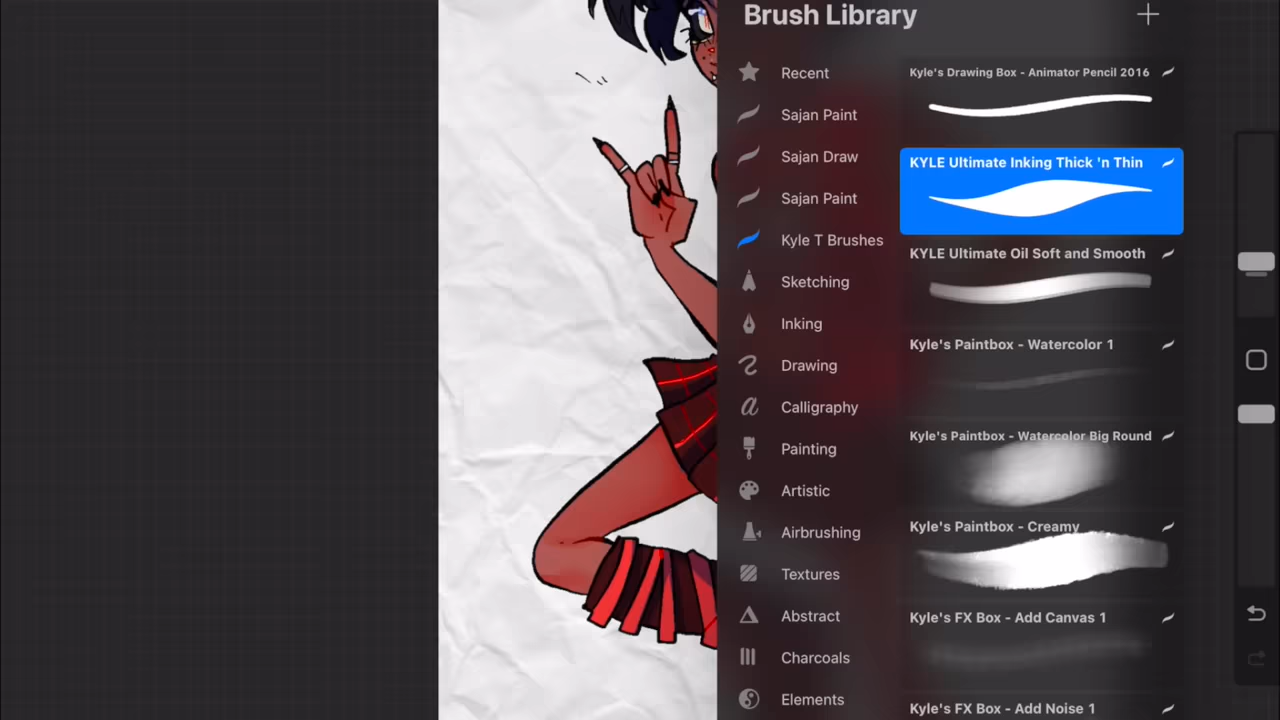 Brush Library
Recent
Sajan Paint
Sajan Draw
Sajan Paint
Kyle T Brushes
Sketching
Inking
Drawing
Calligraphy
Painting
Artistic
Airbrushing
Textures
Abstract
Charcoals
Elements
Kyle's Drawing Box - Animator Pencil 2016
KYLE Ultimate Inking Thick 'n Thin
KYLE Ultimate Oil Soft and Smooth
Kyle's Paintbox - Watercolor 1
Kyle's Paintbox - Watercolor Big Round
Kyle's Paintbox - Creamy
Kyle's FX Box - Add Canvas 1
Kyle's FX Box - Add Noise 1